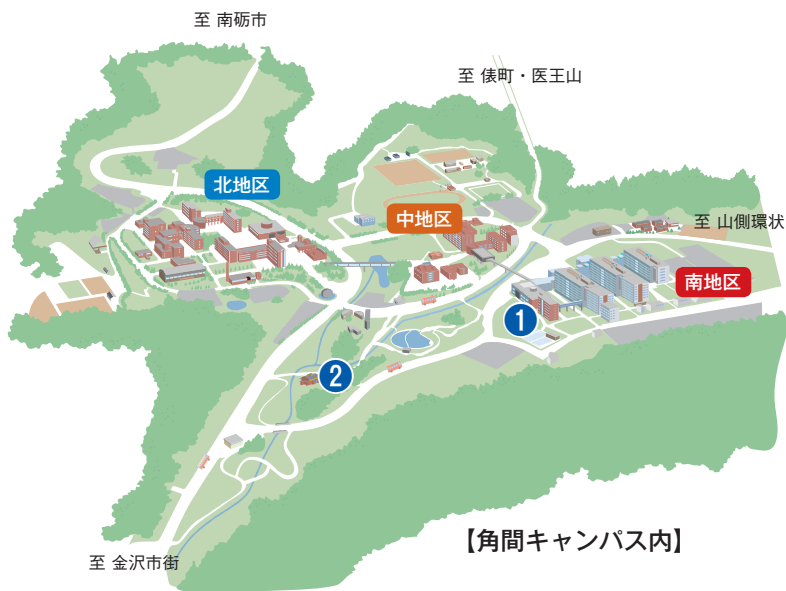 至 南砺市
至 俵町・医王山
北地区
中地区
至 山側環状
南地区
1
2
【角間キャンパス内】
至 金沢市街